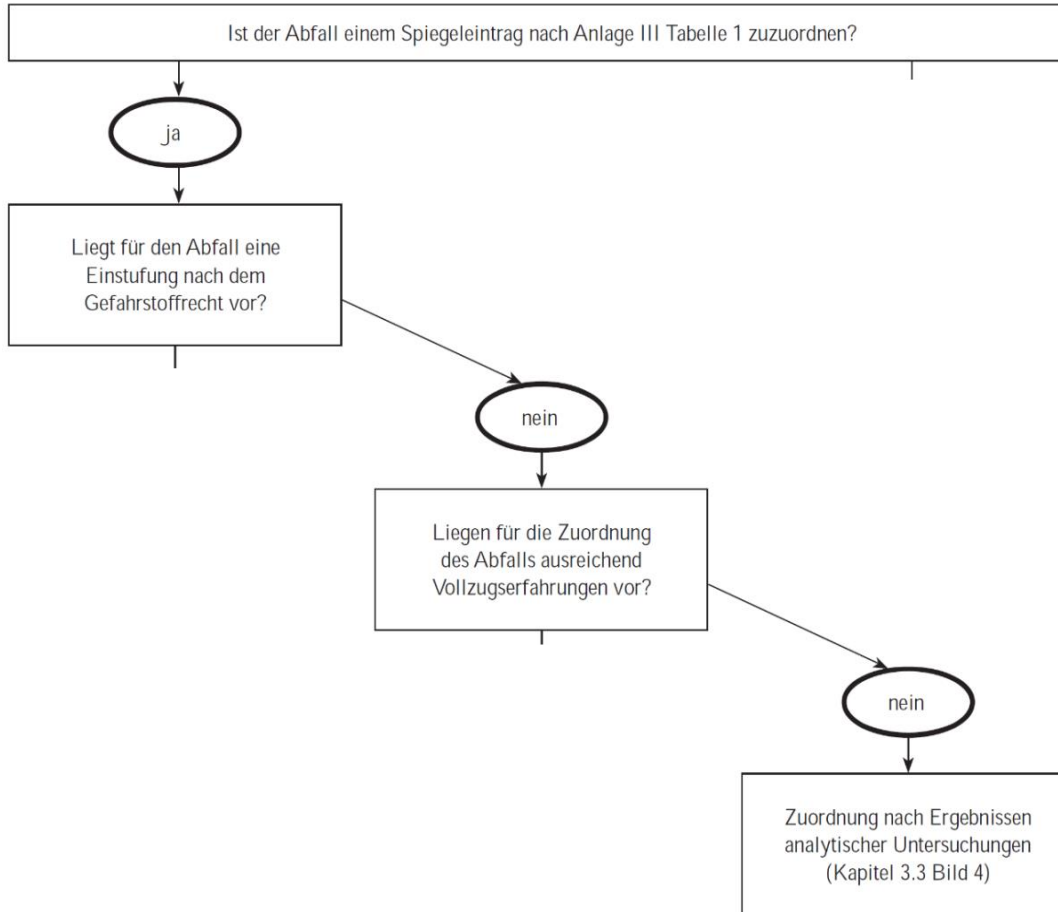 Ist der Abfall einem Spiegeleintrag nach Anlage III Tabelle 1 zuzuordnen?
ja
Liegt für den Abfall eine
Einstufung nach dem
Gefahrstoffrecht vor?
nein
Liegen für die Zuordnung
des Abfalls ausreichend
Vollzugserfahrungen vor?
nein
Zuordnung nach Ergebnissen
analytischer Untersuchungen
(Kapitel 3.3 Bild 4)